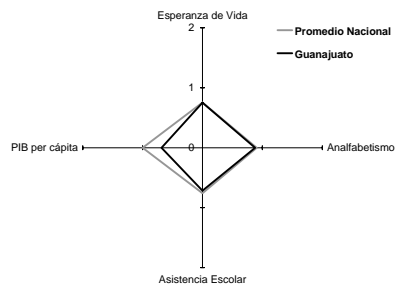 Esperanza de Vida
2
Promedio Nacional
Guanajuato
1
PIB per cápita
0
Analfabetismo
Asistencia Escolar